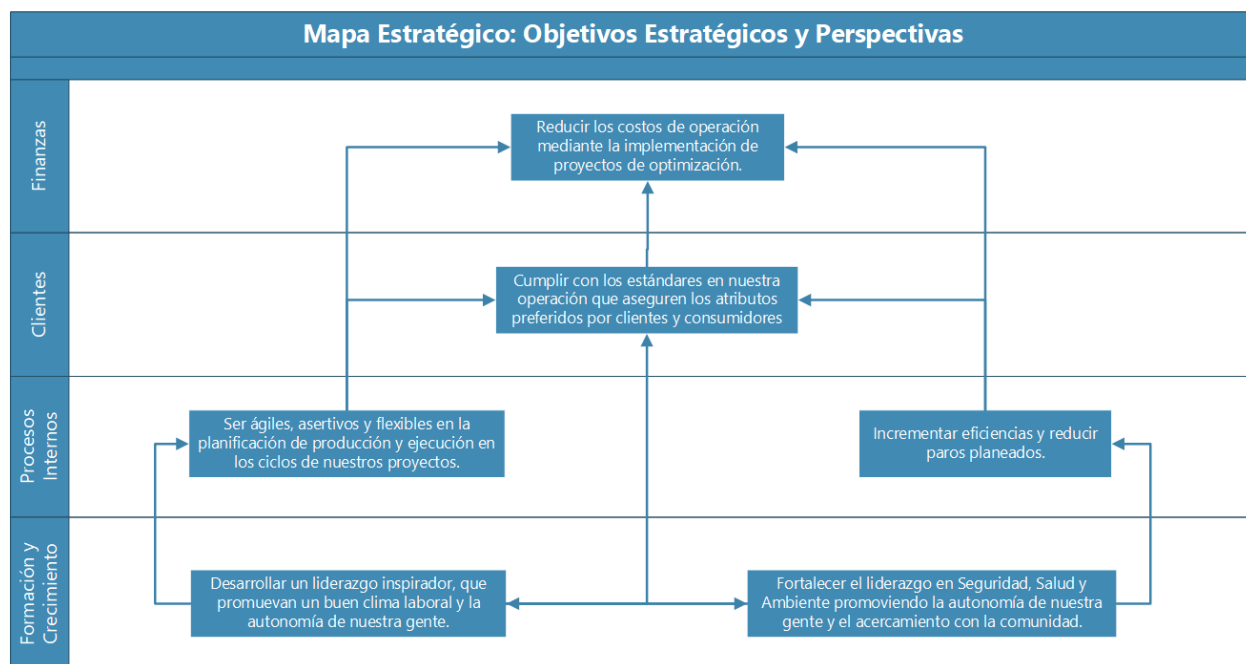 Mapa Estratégico: Objetivos Estratégicos y Perspectivas
Finanzas
Reducir los costos de operación
mediante la implementación de
proyectos de optimización.
Clientes
Cumplir con los estándares en nuestra
operación que aseguren los atributos
preferidos por clientes y consumidores
Procesos
Internos
Ser ágiles, asertivos y flexibles en la
planificación de producción y ejecución en
los ciclos de nuestros proyectos.
Incrementar eficiencias y reducir
paros planeados.
Formación y
Crecimiento
Desarrollar un liderazgo inspirador, que
promuevan un buen clima laboral y la
autonomía de nuestra gente.
Fortalecer el liderazgo en Seguridad, Salud y
Ambiente promoviendo la autonomía de nuestra
gente y el acercamiento con la comunidad.